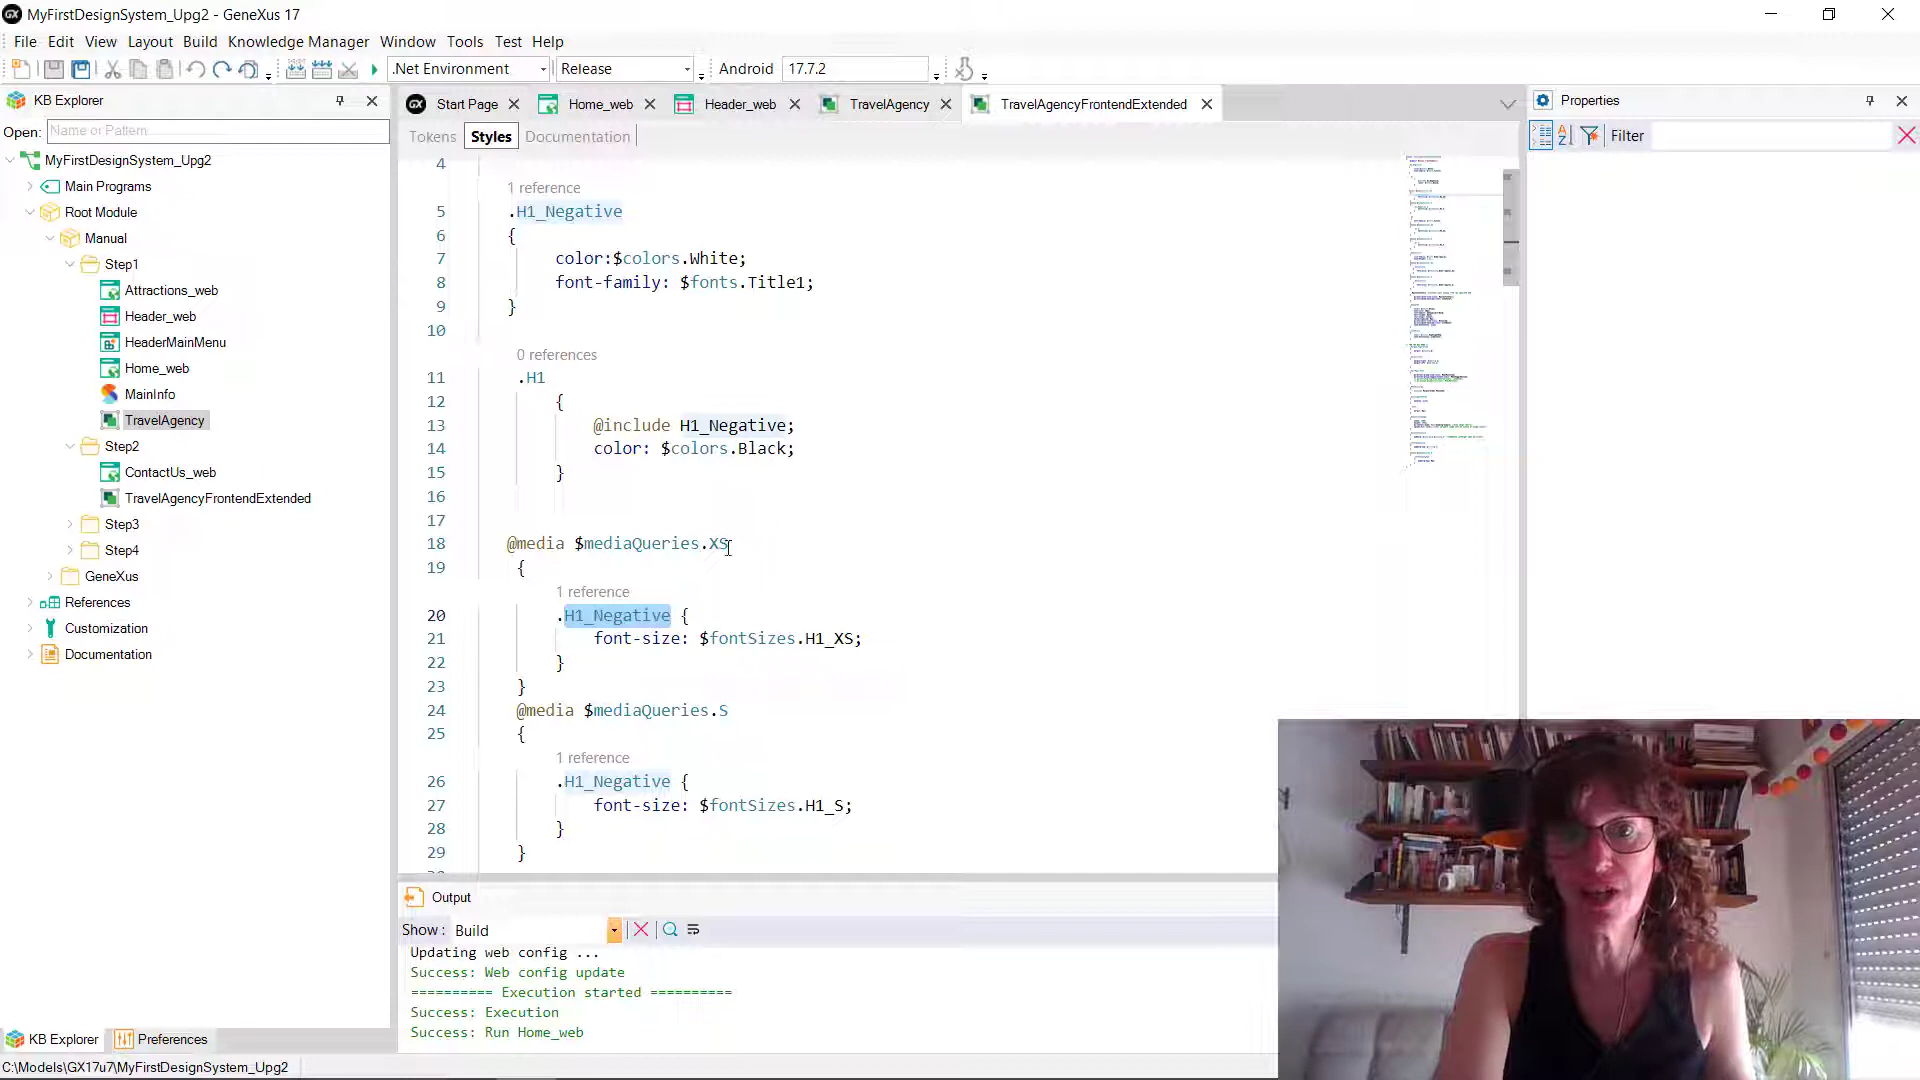 MyFirstDesignSystem_Upg2 - GeneXus 17
File Edit View Layout Build Knowledge Manager Window Tools Test Help
.Net Environment Release Android 17.7.2
KB Explorer
Open: Name or Pattern
MyFirstDesignSystem_Upg2
Main Programs
Root Module
Manual
Step1
Attractions_web
Header_web
HeaderMainMenu
Home_web
MainInfo
TravelAgency
Step2
ContactUs_web
TravelAgencyFrontendExtended
Step3
Step4
GeneXus
References
Customization
Documentation
KB Explorer Preferences
Start Page Home_web Header_web TravelAgency TravelAgencyFrontendExtended
Tokens Styles Documentation
4
1 reference
5 .H1_Negative
6 {
7 color:$colors.White;
8 font-family: $fonts.Title1;
9 }
10
0 references
11 .H1
12 {
13 @include H1_Negative;
14 color: $colors.Black;
15 }
16
17
18 @media $mediaQueries.XS
19 {
1 reference
20 .H1_Negative {
21 font-size: $fontSizes.H1_XS;
22 }
23 }
24 @media $mediaQueries.S
25 {
1 reference
26 .H1_Negative {
27 font-size: $fontSizes.H1_S;
28 }
29 }
Output
Show: Build
Updating web config ...
Success: Web config update
========== Execution started ==========
Success: Execution
Success: Run Home_web
Properties
Filter
C:\Models\GX17u7\MyFirstDesignSystem_Upg2